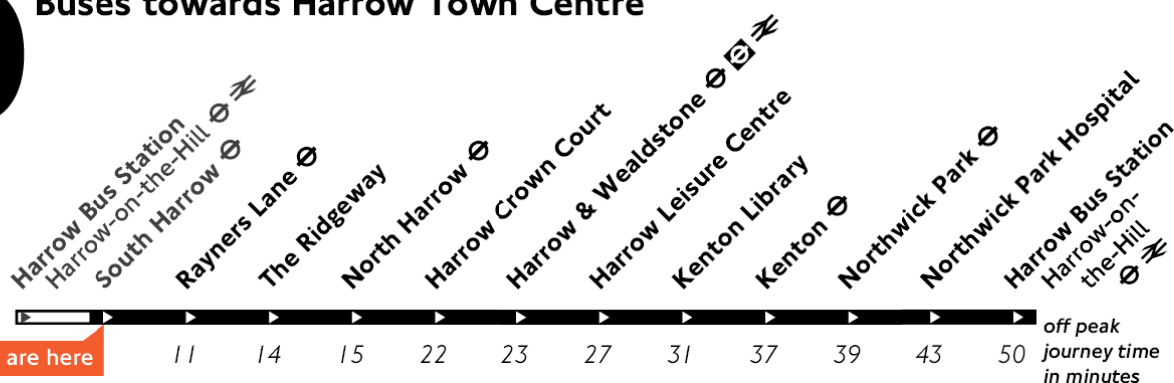 Buses towards Harrow Town Centre
Harrow Bus Station
Harrow-on-the-Hill
South Harrow
Rayners Lane
The Ridgeway
North Harrow
Harrow Crown Court
Harrow & Wealdstone
Harrow Leisure Centre
Kenton Library
Kenton
Northwick Park
Northwick Park Hospital
Harrow Bus Station
Harrow-on-
the-Hill
are here
11 14 15 22 23 27 31 37 39 43 50
off peak
journey time
in minutes